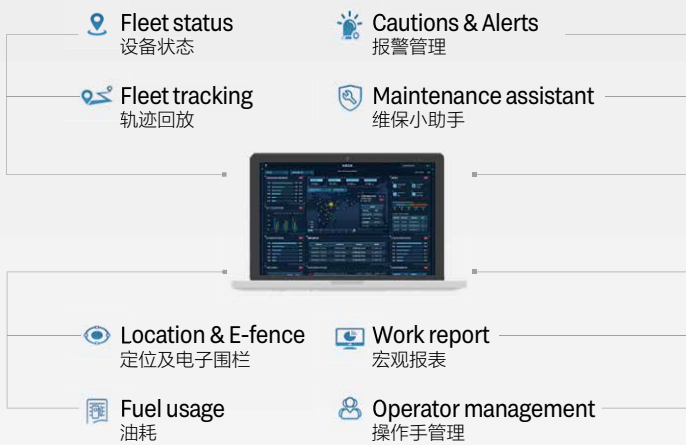 Fleet status
设备状态
Cautions & Alerts
报警管理
Fleet tracking
轨迹回放
Maintenance assistant
维保小助手
Location & E-fence
定位及电子围栏
Work report
宏观报表
Fuel usage
油耗
Operator management
操作手管理